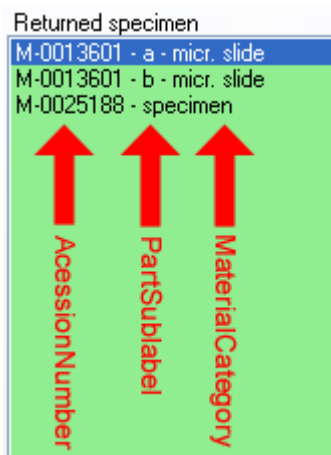 Returned specimen
M-0013601 - a - micr. slide
M-0013601 - b - micr. slide
M-0025188 - specimen
AcessionNumber
PartSublabel
MaterialCategory